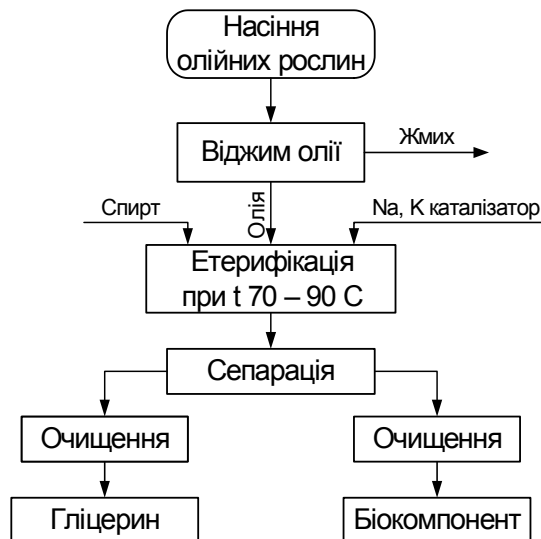 Насіння
олійних рослин
Віджим олії
Жмих
Спирт
Олія
Na, K каталізатор
Етерифікація
при t 70 – 90 С
Сепарація
Очищення
Очищення
Гліцерин
Біокомпонент